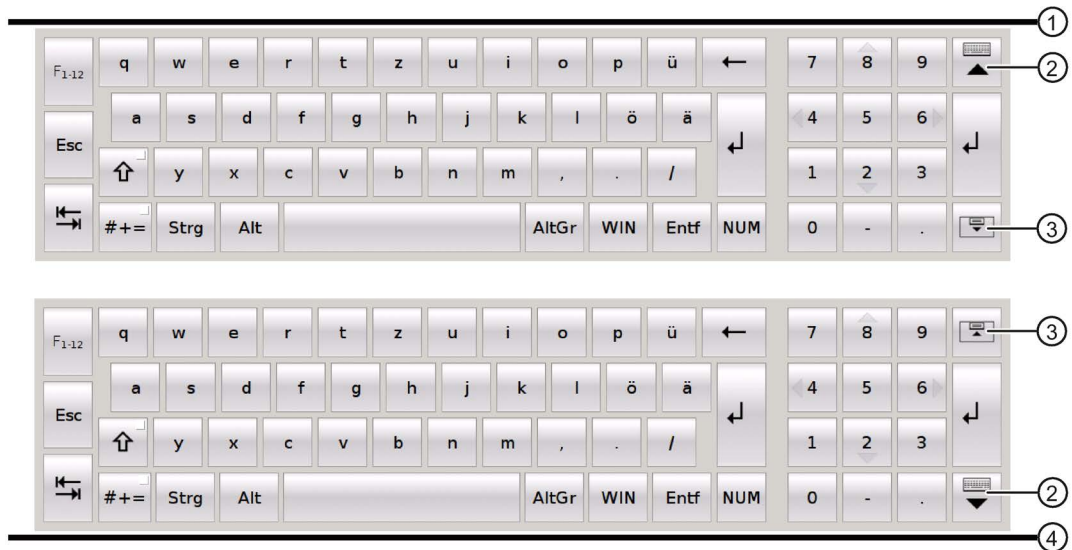 ①
F1-12 q w e r t z u i o p ü ← 7 8 9 ②
a s d f g h j k l ö ä 4 5 6
Esc ↵ ↵
⇧ y x c v b n m , . / 1 2 3
#+= Strg Alt AltGr WIN Entf NUM 0 - . ③
F1-12 q w e r t z u i o p ü ← 7 8 9 ③
a s d f g h j k l ö ä 4 5 6
Esc ↵ ↵
⇧ y x c v b n m , . / 1 2 3
#+= Strg Alt AltGr WIN Entf NUM 0 - . ②
④